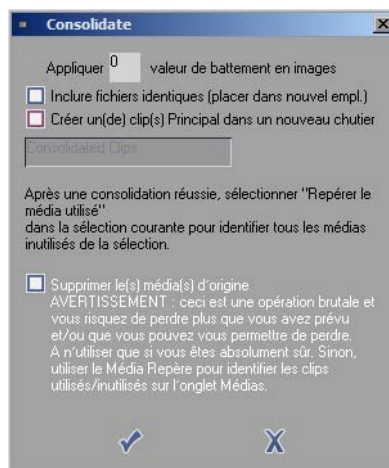 Consolidate
Appliquer 0 valeur de battement en images
Inclure fichiers identiques (placer dans nouvel empl.)
Créer un(de) clip(s) Principal dans un nouveau chutier
Consolidated Clips
Après une consolidation réussie, sélectionner "Repérer le
média utilisé"
dans la sélection courante pour identifier tous les médias
inutilisés de la sélection.
Supprimer le(s) média(s) d'origine
AVERTISSEMENT : ceci est une opération brutale et
vous risquez de perdre plus que vous avez prévu
et/ou que vous pouvez vous permettre de perdre.
A n'utiliser que si vous êtes absolument sûr. Sinon,
utiliser le Média Repère pour identifier les clips
utilisés/inutilisés sur l'onglet Médias.